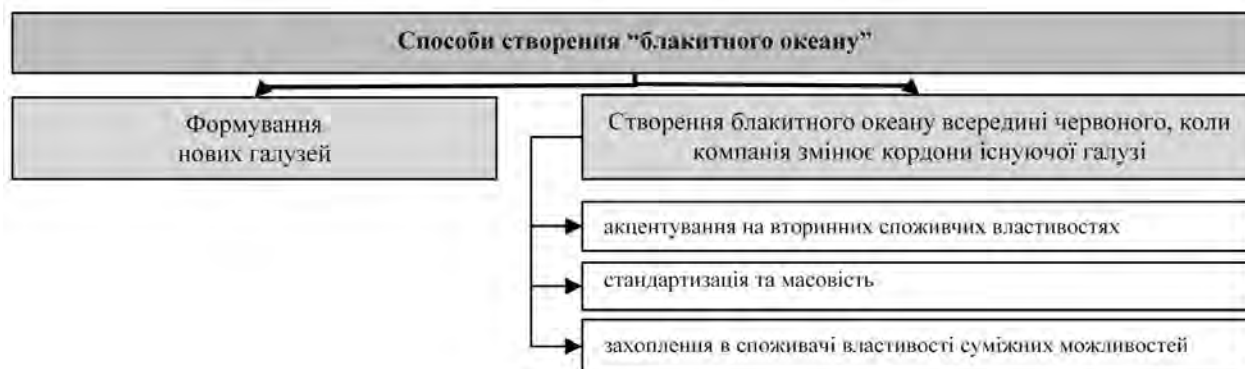 Способи створення “блакитного океану”
Формування
нових галузей
Створення блакитного океану всередині червоного, коли
компанія змінює кордони існуючої галузі
акцентування на вторинних споживчих властивостях
стандартизація та масовість
захоплення в споживачі властивості суміжних можливостей